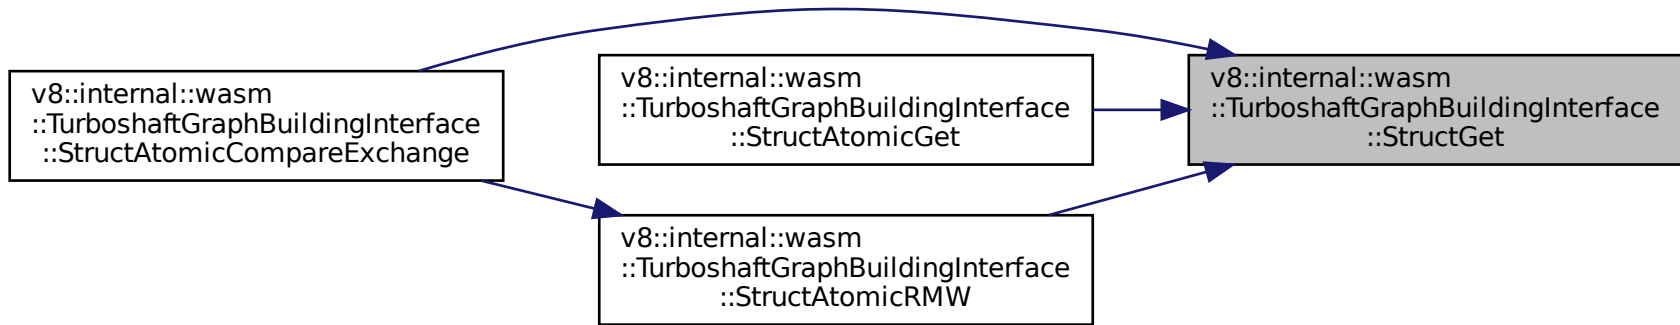 v8::internal::wasm
::TurboshaftGraphBuildingInterface
::StructAtomicCompareExchange
v8::internal::wasm
::TurboshaftGraphBuildingInterface
::StructAtomicGet
v8::internal::wasm
::TurboshaftGraphBuildingInterface
::StructAtomicRMW
v8::internal::wasm
::TurboshaftGraphBuildingInterface
::StructGet